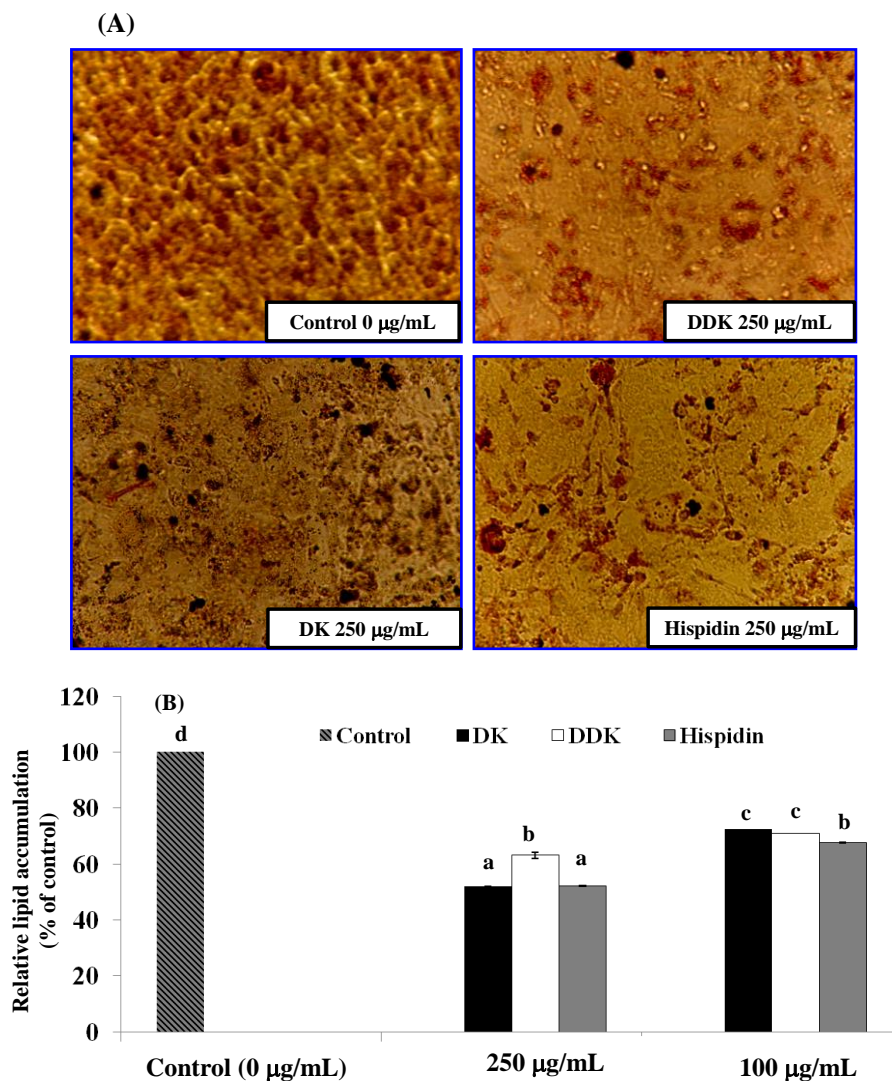 (A)
Control 0 µg/mL
DDK 250 µg/mL
DK 250 µg/mL
Hispidin 250 µg/mL
(B)
Relative lipid accumulation
(% of control)
120
100
80
60
40
20
0
Control
DK
DDK
Hispidin
d
a
b
a
c
c
b
Control (0 µg/mL)
250 µg/mL
100 µg/mL